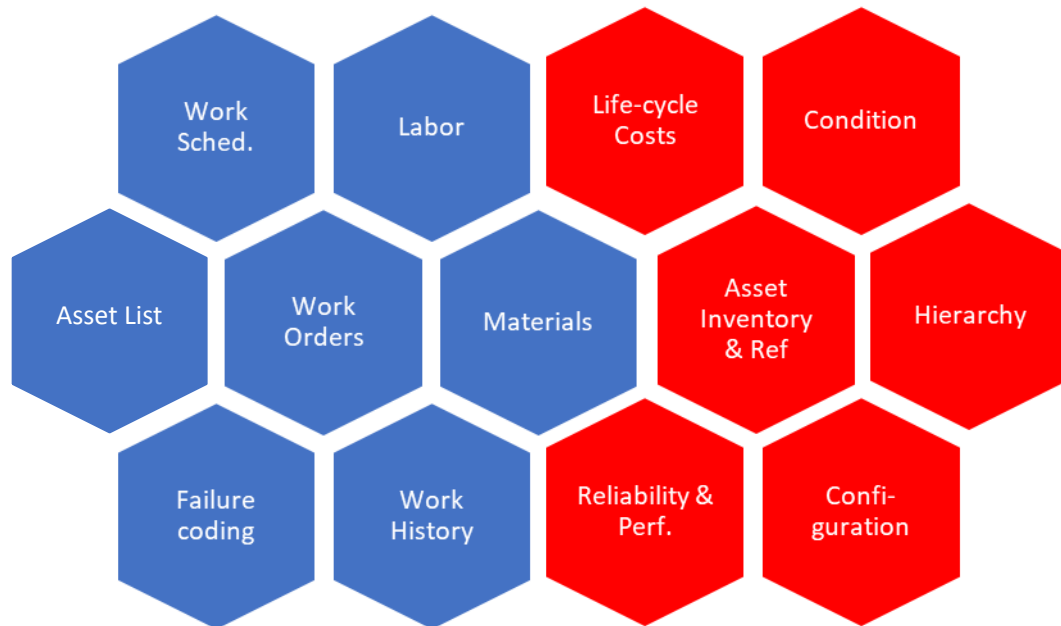 Work
Sched.
Labor
Life-cycle
Costs
Condition
Asset List
Work
Orders
Materials
Asset
Inventory
& Ref
Hierarchy
Failure
coding
Work
History
Reliability &
Perf.
Confi-
guration